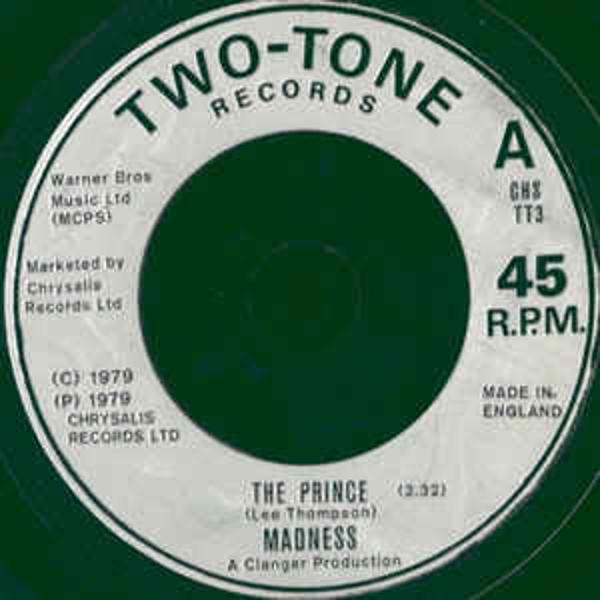 TWO-TONE
RECORDS
A
CHS
TT3
Warner Bros
Music Ltd
(MCPS)
Marketed by
Chrysalis
Records Ltd
45
R.P.M.
(C) 1979
(P) 1979
CHRYSALIS
RECORDS LTD
MADE IN
ENGLAND
THE PRINCE (3.32)
(Lee Thompson)
MADNESS
A Clanger Production